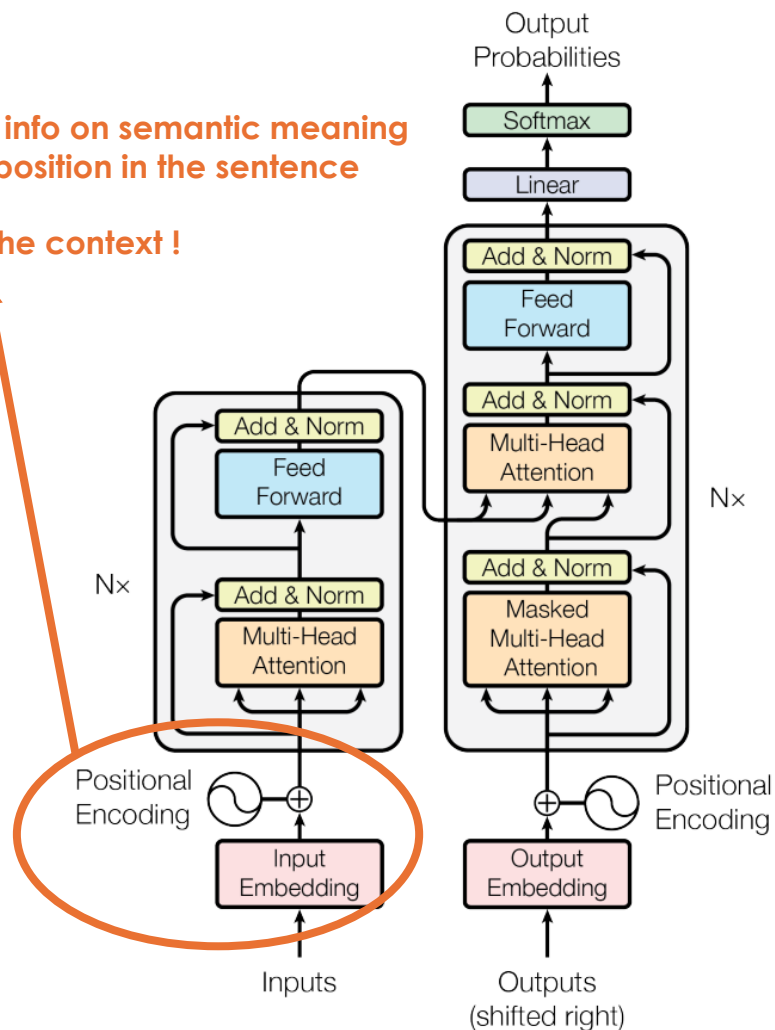 Output
Probabilities
info on semantic meaning
position in the sentence
he context !
Softmax
Linear
Add & Norm
Feed
Forward
Add & Norm
Multi-Head
Attention
Nx
Add & Norm
Masked
Multi-Head
Attention
Add & Norm
Feed
Forward
Nx
Add & Norm
Multi-Head
Attention
Positional
Encoding
Positional
Encoding
Input
Embedding
Output
Embedding
Inputs
Outputs
(shifted right)